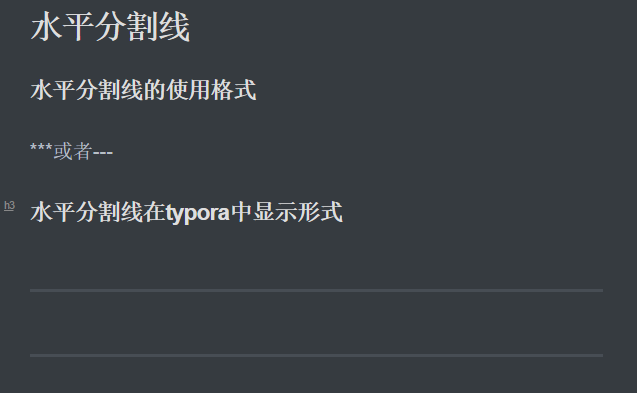 水平分割线
水平分割线的使用格式
***或者---
h3
水平分割线在typora中显示形式